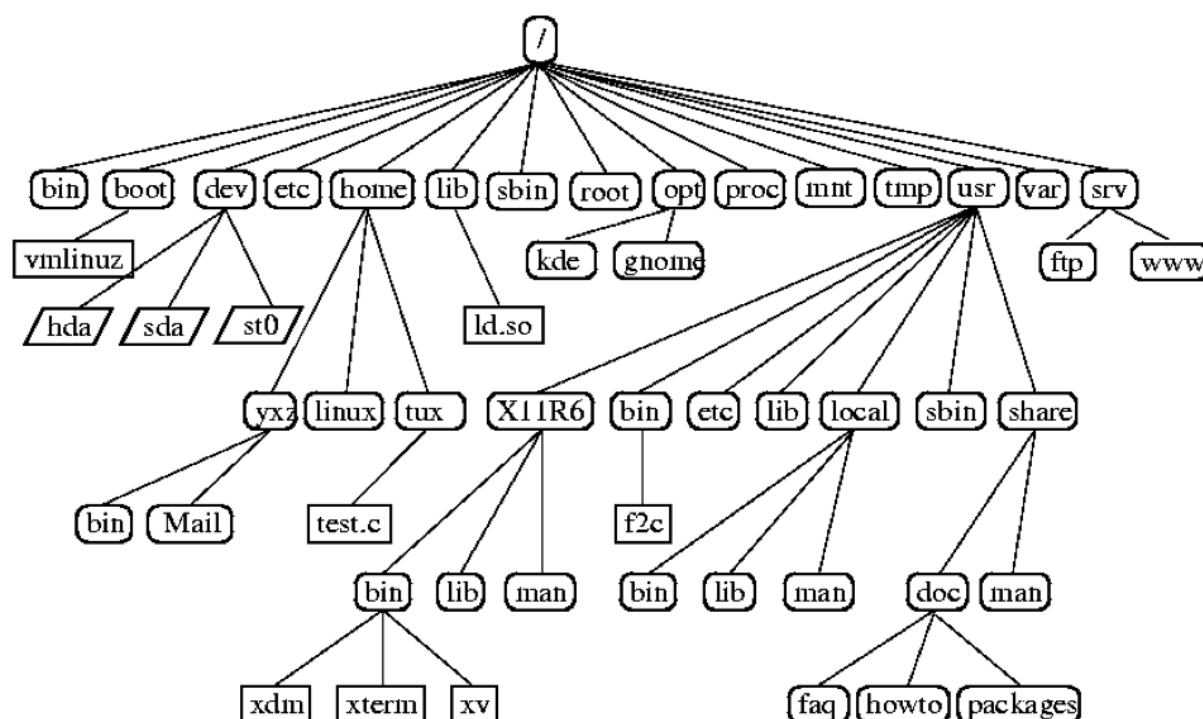 /
bin boot dev etc home lib sbin root opt proc mnt tmp usr var srv
vmlinuz kde gnome ftp www
hda sda st0 ld.so
yxz linux tux X11R6 bin etc lib local sbin share
bin Mail test.c f2c
bin lib man bin lib man doc man
xdm xterm xv faq howto packages